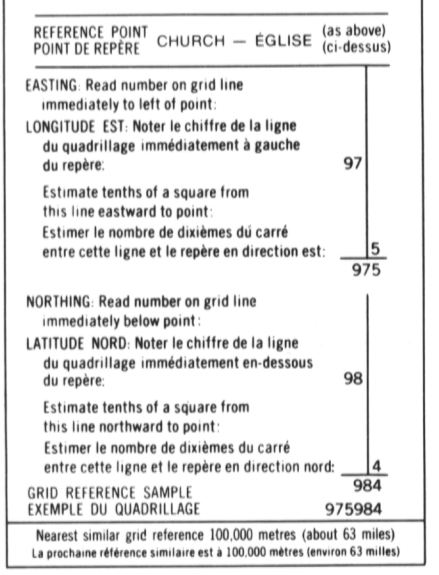 REFERENCE POINT
POINT DE REPÈRE
CHURCH — ÉGLISE
(as above)
(ci-dessus)
EASTING: Read number on grid line
immediately to left of point:
LONGITUDE EST: Noter le chiffre de la ligne
du quadrillage immédiatement à gauche
du repère: 97
Estimate tenths of a square from
this line eastward to point:
Estimer le nombre de dixièmes du carré
entre cette ligne et le repère en direction est: 5
975
NORTHING: Read number on grid line
immediately below point:
LATITUDE NORD: Noter le chiffre de la ligne
du quadrillage immédiatement en-dessous
du repère: 98
Estimate tenths of a square from
this line northward to point:
Estimer le nombre de dixièmes du carré
entre cette ligne et le repère en direction nord: 4
984
GRID REFERENCE SAMPLE
EXEMPLE DU QUADRILLAGE 975984
Nearest similar grid reference 100,000 metres (about 63 miles)
La prochaine référence similaire est à 100,000 mètres (environ 63 milles)